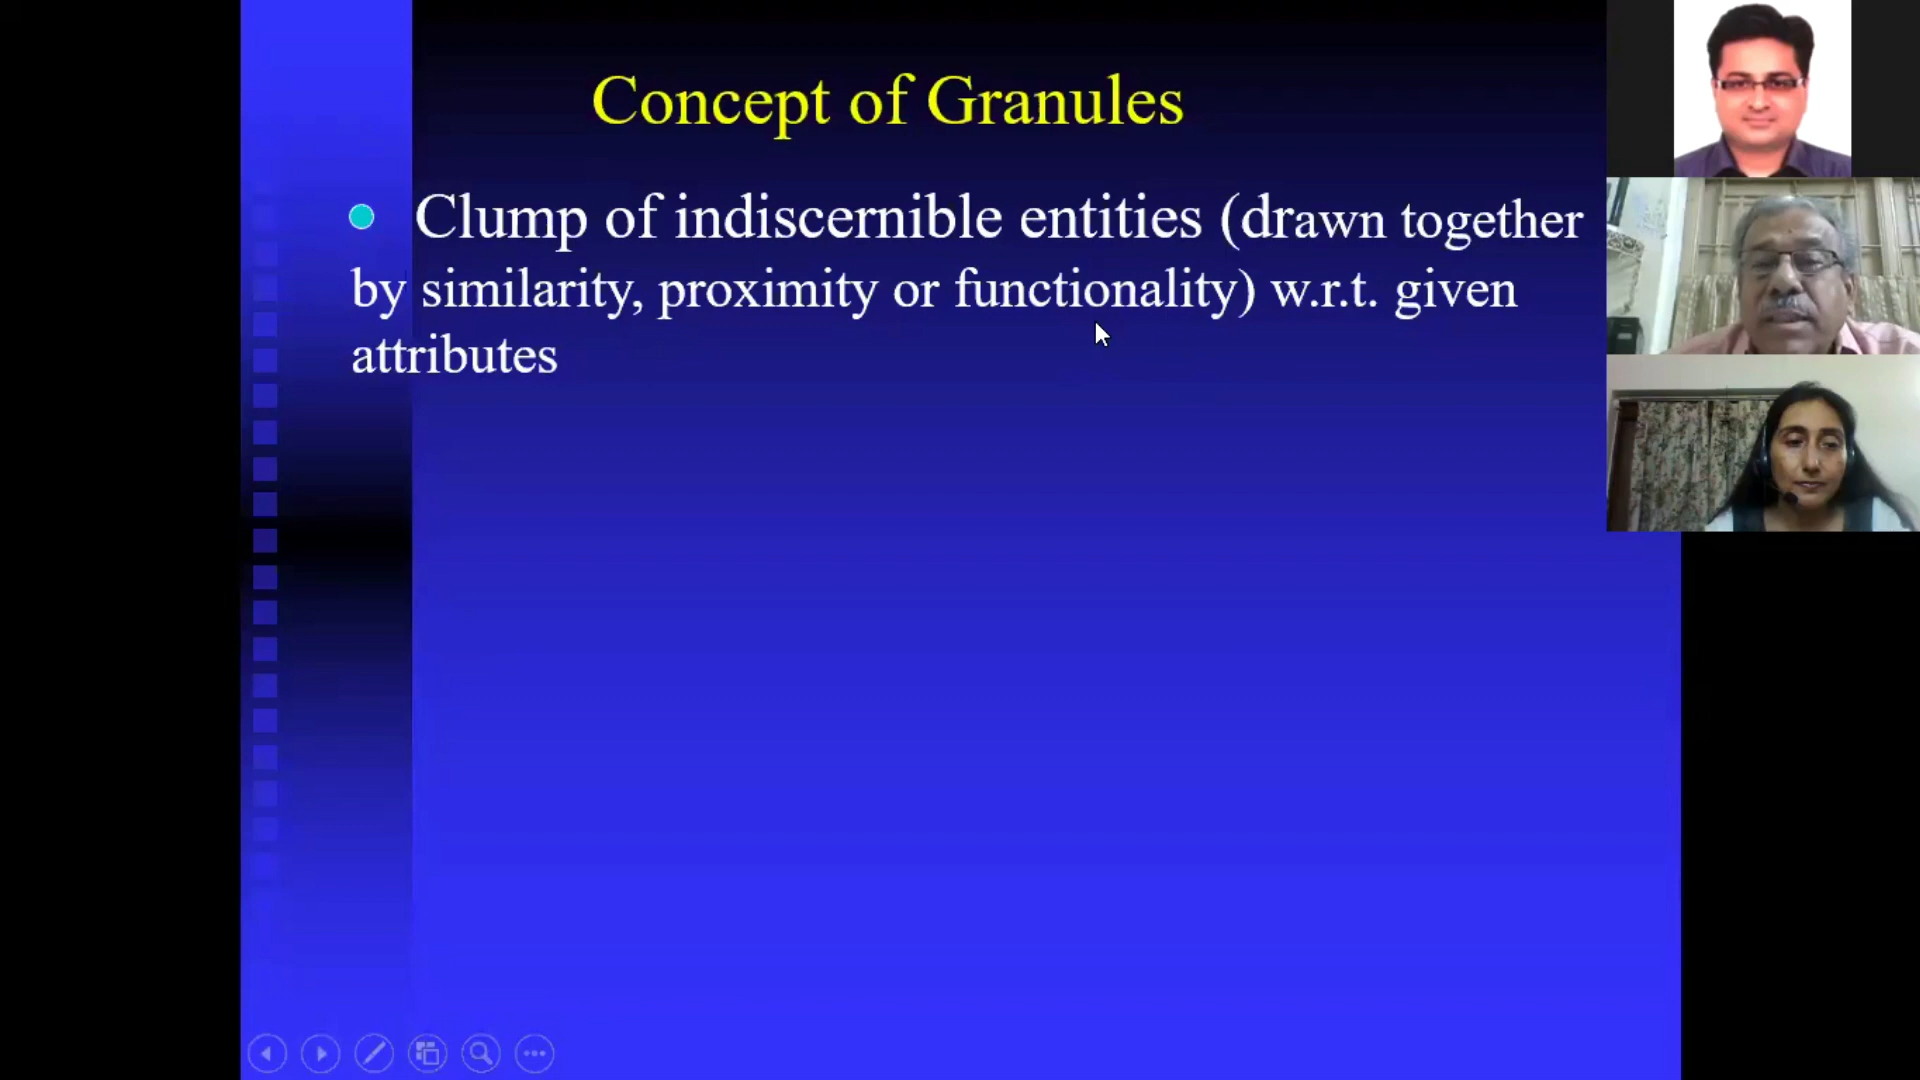 Concept of Granules
Clump of indiscernible entities (drawn together
by similarity, proximity or functionality) w.r.t. given
attributes